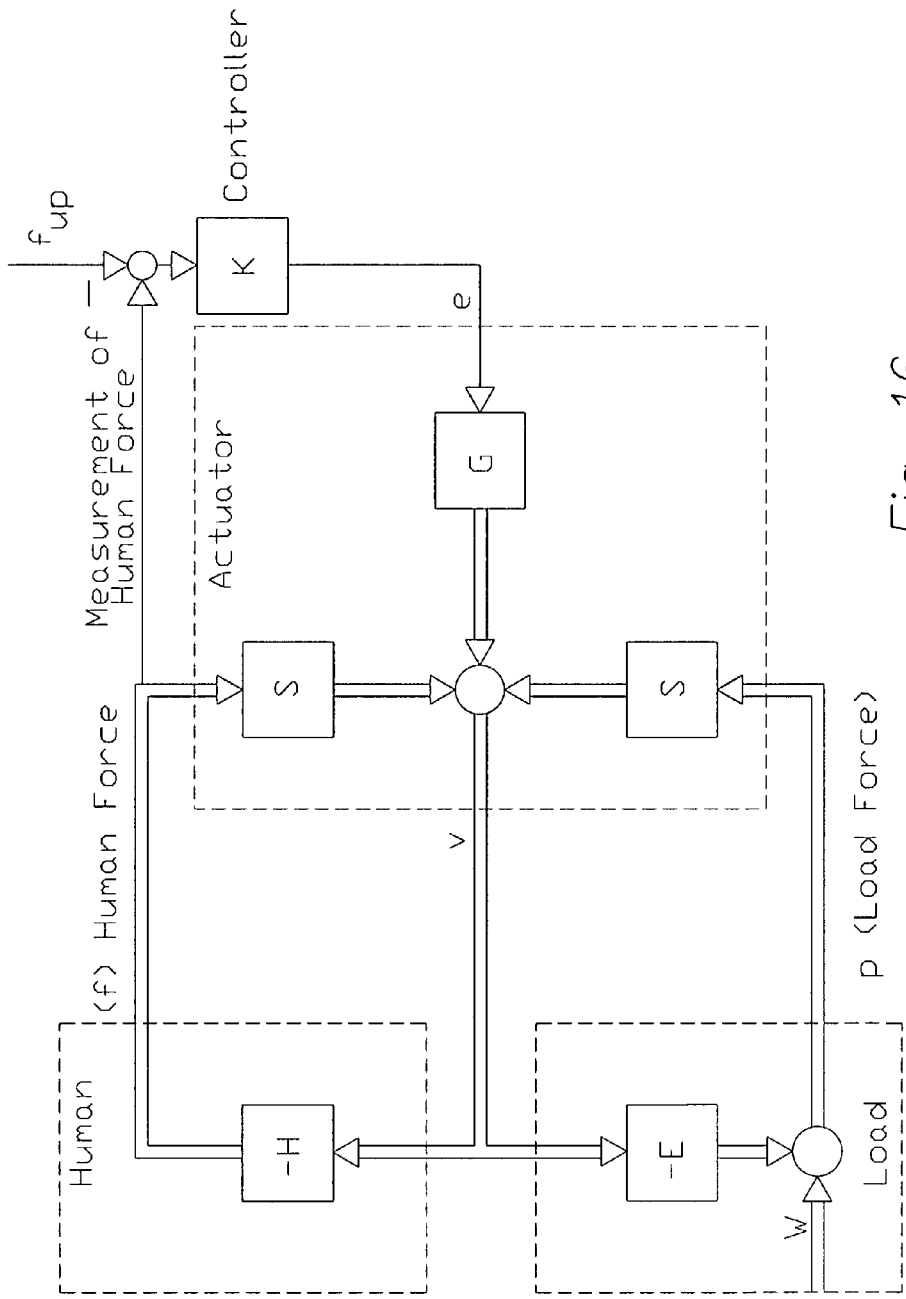 f_up
Measurement of
Human Force
–
(f) Human Force
Controller
K
Actuator
Human
S
-H
e
G
v
S
-E
W
Load
p (Load Force)
Fig. 16